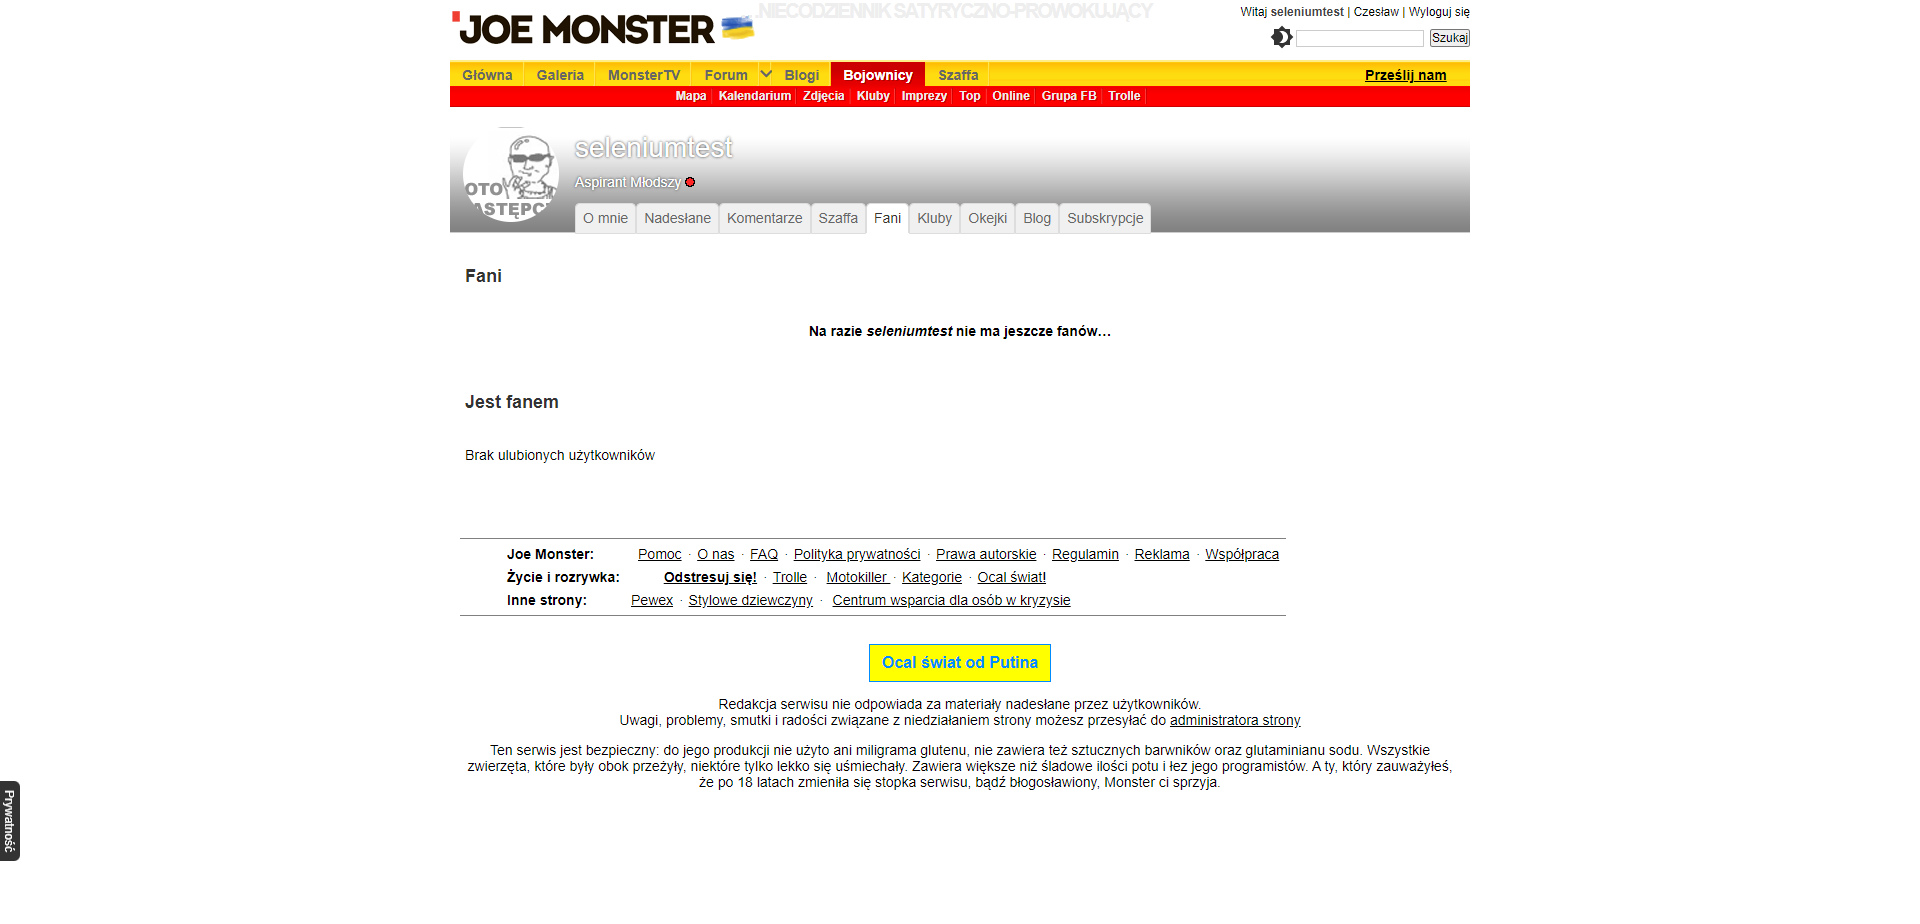 JOE MONSTER
NIECODZIENNIK SATYRYCZNO-PROWOKUJĄCY
Witaj seleniumtest | Czesław | Wyloguj się
Szukaj
Główna Galeria MonsterTV Forum Blogi Bojownicy Szaffa Prześlij nam
Mapa Kalendarium Zdjęcia Kluby Imprezy Top Online Grupa FB Trolle
seleniumtest
Aspirant Młodszy
OTO
ASTĘPC
O mnie Nadesłane Komentarze Szaffa Fani Kluby Okejki Blog Subskrypcje
Fani
Na razie seleniumtest nie ma jeszcze fanów…
Jest fanem
Brak ulubionych użytkowników
Joe Monster: Pomoc · O nas · FAQ · Polityka prywatności · Prawa autorskie · Regulamin · Reklama · Współpraca
Życie i rozrywka: Odstresuj się! · Trolle · Motokiller · Kategorie · Ocal świat!
Inne strony: Pewex · Stylowe dziewczyny · Centrum wsparcia dla osób w kryzysie
Ocal świat od Putina
Redakcja serwisu nie odpowiada za materiały nadesłane przez użytkowników.
Uwagi, problemy, smutki i radości związane z niedziałaniem strony możesz przesyłać do administratora strony
Ten serwis jest bezpieczny: do jego produkcji nie użyto ani miligrama glutenu, nie zawiera też sztucznych barwników oraz glutaminianu sodu. Wszystkie
zwierzęta, które były obok przeżyły, niektóre tylko lekko się uśmiechały. Zawiera większe niż śladowe ilości potu i łez jego programistów. A ty, który zauważyłeś,
że po 18 latach zmieniła się stopka serwisu, bądź błogosławiony, Monster ci sprzyja.
Prywatność